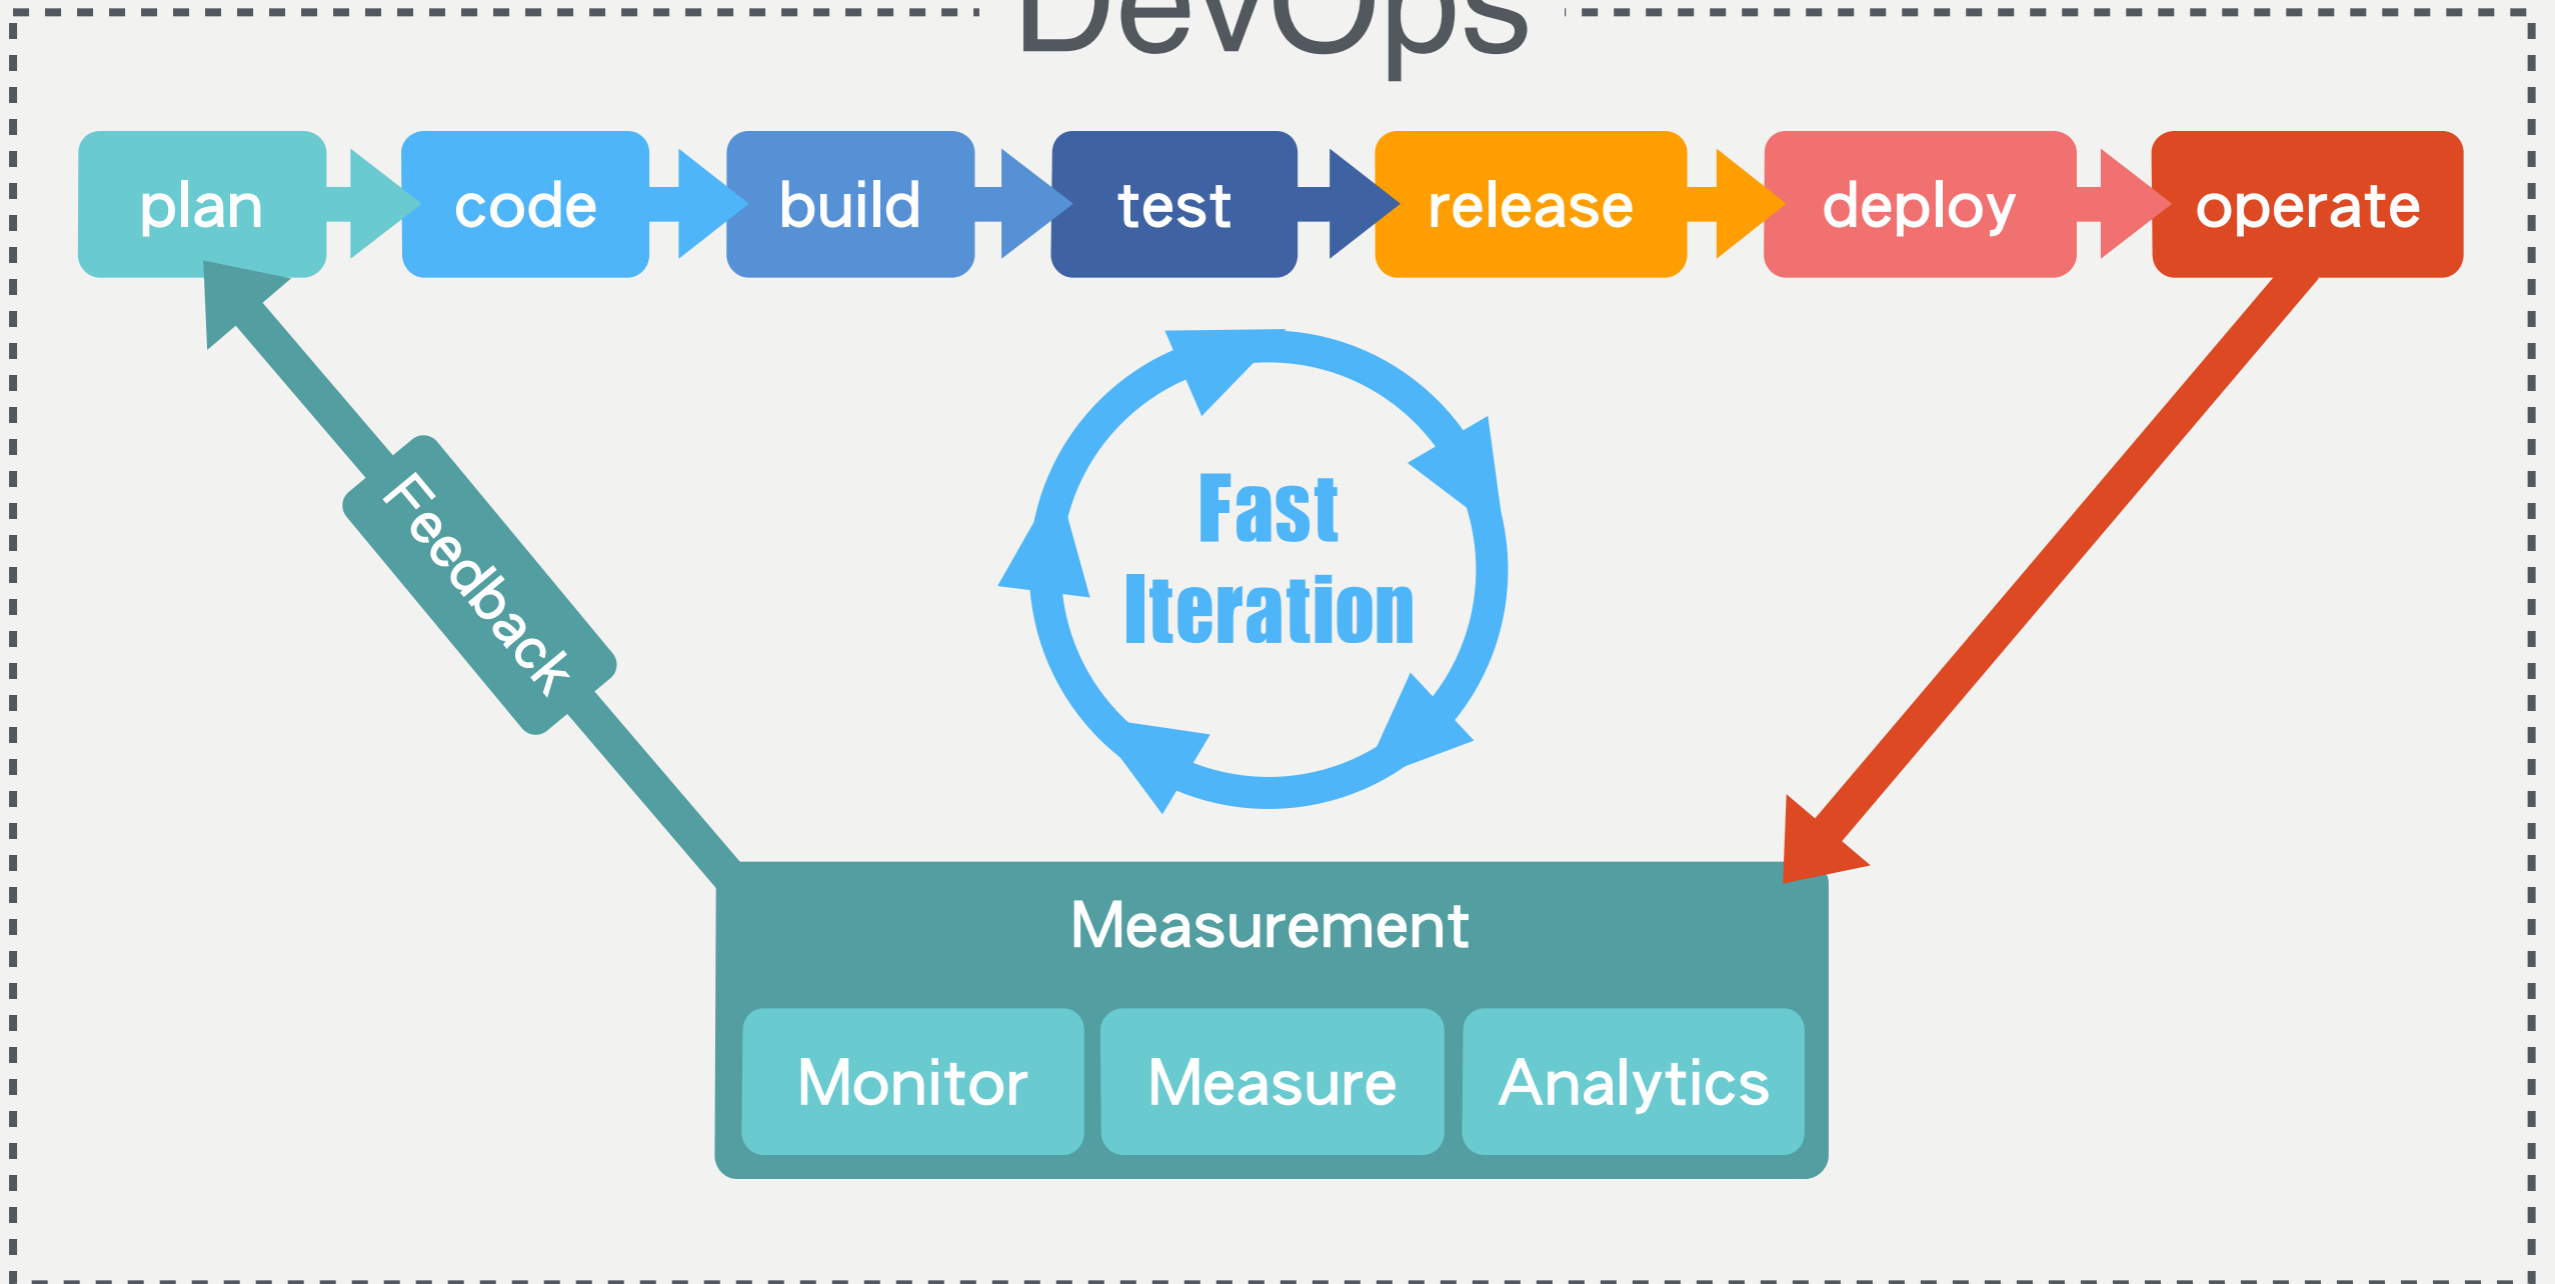 DevOps
plan
code
build
test
release
deploy
operate
Feedback
Fast
Iteration
Measurement
Monitor
Measure
Analytics